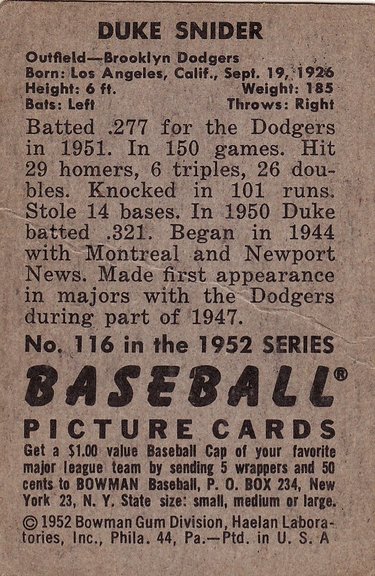 DUKE SNIDER
Outfield—Brooklyn Dodgers
Born: Los Angeles, Calif., Sept. 19, 1926
Height: 6 ft. Weight: 185
Bats: Left Throws: Right
Batted .277 for the Dodgers
in 1951. In 150 games. Hit
29 homers, 6 triples, 26 dou-
bles. Knocked in 101 runs.
Stole 14 bases. In 1950 Duke
batted .321. Began in 1944
with Montreal and Newport
News. Made first appearance
in majors with the Dodgers
during part of 1947.
No. 116 in the 1952 SERIES
BASEBALL®
PICTURE CARDS
Get a $1.00 value Baseball Cap of your favorite
major league team by sending 5 wrappers and 50
cents to BOWMAN Baseball, P. O. BOX 234, New
York 23, N. Y. State size: small, medium or large.
© 1952 Bowman Gum Division, Haelan Labora-
tories, Inc., Phila. 44, Pa.—Ptd. in U. S. A